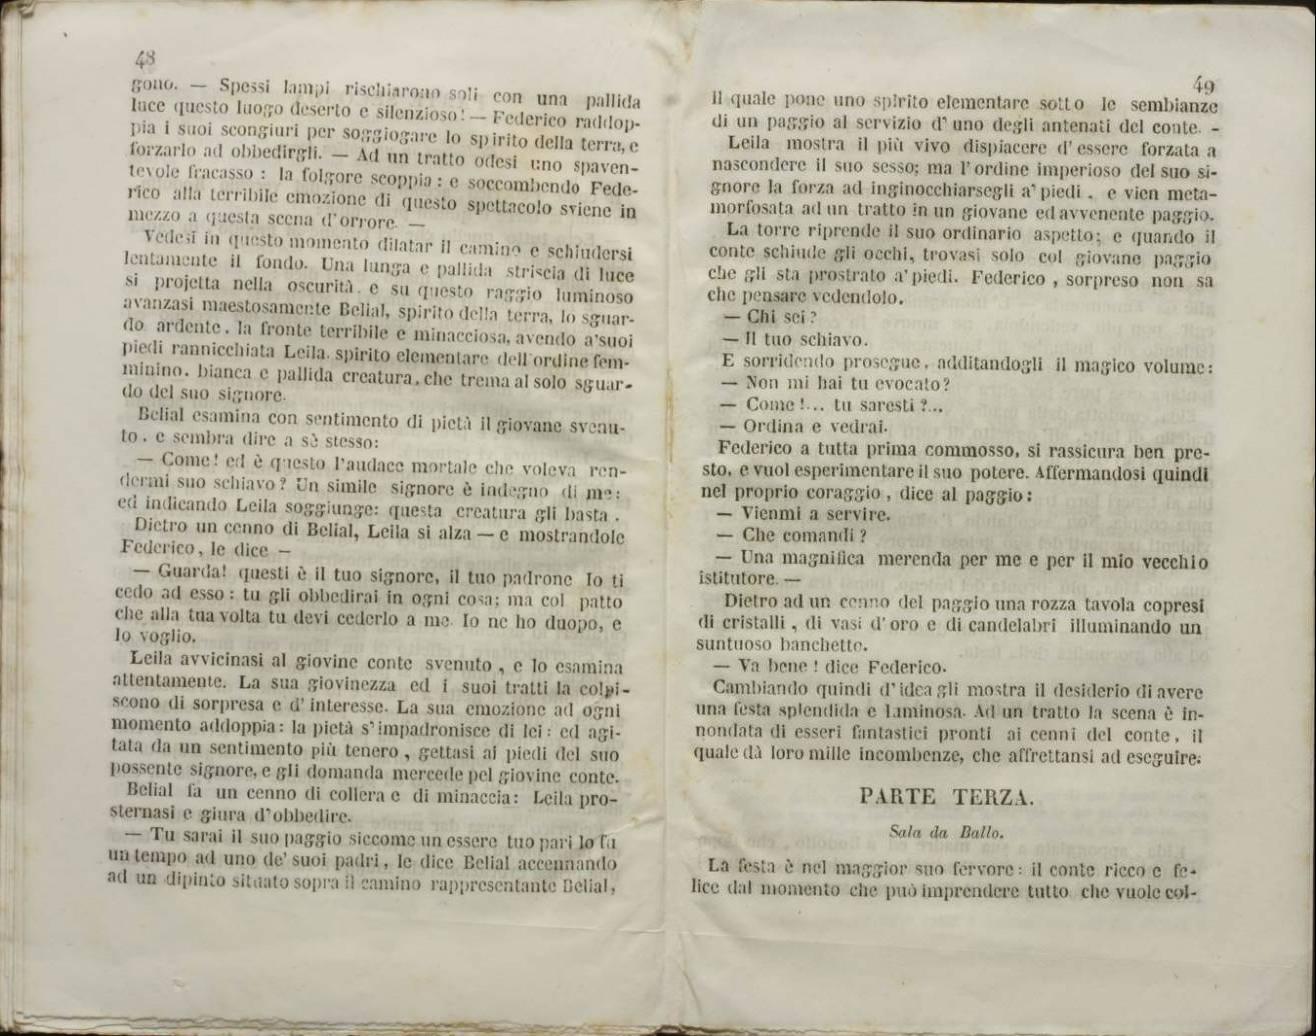 48
gono. — Spessi lampi rischiarono soli con una pallida
luce questo luogo deserto e silenzioso! — Federico raddop-
pia i suoi scongiuri per soggiogare lo spirito della terra, e
forzarlo ad obbedirgli. — Ad un tratto odesi uno spaven-
tevole fracasso : la folgore scoppia : e soccombendo Fede-
rico alla terribile emozione di questo spettacolo sviene in
mezzo a questa scena d'orrore. —
Vedesi in questo momento dilatar il camino e schiudersi
lentamente il fondo. Una lunga e pallida striscia di luce
si projetta nella oscurità, e su questo raggio luminoso
avanzasi maestosamente Belial, spirito della terra, lo sguar-
do ardente, la fronte terribile e minacciosa, avendo a'suoi
piedi rannicchiata Leila, spirito elementare dell'ordine fem-
minino, bianca e pallida creatura, che trema al solo sguar-
do del suo signore.
Belial esamina con sentimento di pietà il giovane svenu-
to, e sembra dire a sè stesso:
— Come! ed è questo l'audace mortale che voleva ren-
dermi suo schiavo? Un simile signore è indegno di me:
ed indicando Leila soggiunge: questa creatura gli basta .
Dietro un cenno di Belial, Leila si alza — e mostrandole
Federico, le dice —
— Guarda! questi è il tuo signore, il tuo padrone Io ti
cedo ad esso : tu gli obbedirai in ogni cosa; ma col patto
che alla tua volta tu devi cederlo a me. Io ne ho duopo, e
lo voglio.
Leila avvicinasi al giovine conte svenuto , e lo esamina
attentamente. La sua giovinezza ed i suoi tratti la colpi-
scono di sorpresa e d' interesse. La sua emozione ad ogni
momento addoppia: la pietà s'impadronisce di lei : ed agi-
tata da un sentimento più tenero , gettasi ai piedi del suo
possente signore, e gli domanda mercede pel giovine conte.
Belial fa un cenno di collera e di minaccia: Leila pro-
sternasi e giura d'obbedire.
— Tu sarai il suo paggio siccome un essere tuo pari lo fu
un tempo ad uno de' suoi padri, le dice Belial accennando
ad un dipinto situato sopra il camino rappresentante Belial,
49
il quale pone uno spirito elementare sotto le sembianze
di un paggio al servizio d' uno degli antenati del conte. -
Leila mostra il più vivo dispiacere d' essere forzata a
nascondere il suo sesso; ma l' ordine imperioso del suo si-
gnore la forza ad inginocchiarsegli a' piedi , e vien meta-
morfosata ad un tratto in un giovane ed avvenente paggio.
La torre riprende il suo ordinario aspetto; e quando il
conte schiude gli occhi, trovasi solo col giovane paggio
che gli sta prostrato a' piedi. Federico , sorpreso non sa
che pensare vedendolo.
— Chi sei ?
— Il tuo schiavo.
E sorridendo prosegue, additandogli il magico volume:
— Non mi hai tu evocato?
— Come !... tu saresti ?...
— Ordina e vedrai.
Federico a tutta prima commosso, si rassicura ben pre-
sto, e vuol esperimentare il suo potere. Affermandosi quindi
nel proprio coraggio , dice al paggio :
— Vienmi a servire.
— Che comandi ?
— Una magnifica merenda per me e per il mio vecchio
istitutore. —
Dietro ad un cenno del paggio una rozza tavola copresi
di cristalli , di vasi d' oro e di candelabri illuminando un
suntuoso banchetto.
— Va bene ! dice Federico.
Cambiando quindi d' idea gli mostra il desiderio di avere
una festa splendida e luminosa. Ad un tratto la scena è in-
nondata di esseri fantastici pronti ai cenni del conte, il
quale dà loro mille incombenze, che affrettansi ad eseguire.
PARTE TERZA.
Sala da Ballo.
La festa è nel maggior suo fervore : il conte ricco e fe-
lice dal momento che può imprendere tutto che vuole col-